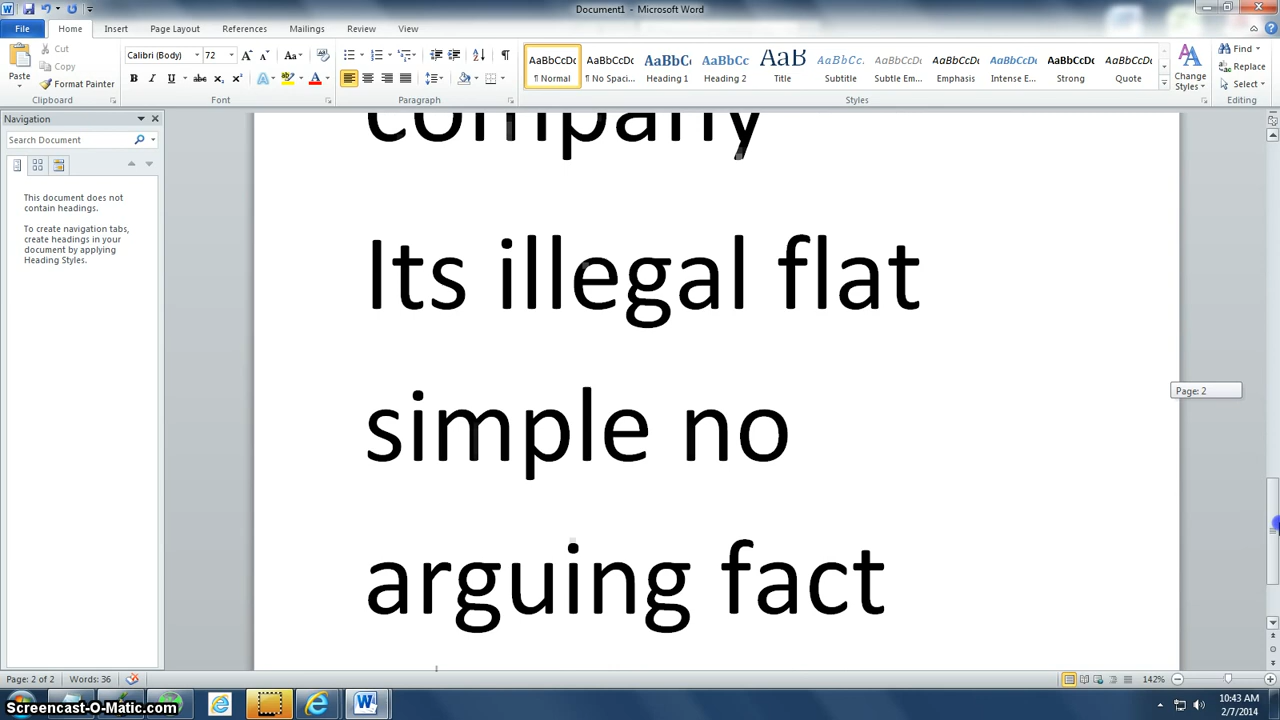 Document1 - Microsoft Word
File Home Insert Page Layout References Mailings Review View
Paste
Cut
Copy
Format Painter
Clipboard
Calibri (Body) 72
Font
Paragraph
AaBbCcDc AaBbCcDc AaBbC AaBbCc AaB AaBbCc. AaBbCcDc AaBbCcDc AaBbCcDc AaBbCcDc AaBbCcDc
¶ Normal ¶ No Spaci... Heading 1 Heading 2 Title Subtitle Subtle Em... Emphasis Intense E... Strong Quote
Styles
Change
Styles
Find
Replace
Select
Editing
Navigation
Search Document
This document does not
contain headings.
To create navigation tabs,
create headings in your
document by applying
Heading Styles.
company
Its illegal flat
simple no
arguing fact
Page: 2
Page: 2 of 2 Words: 36
142%
Screencast-O-Matic.com
10:43 AM
2/7/2014